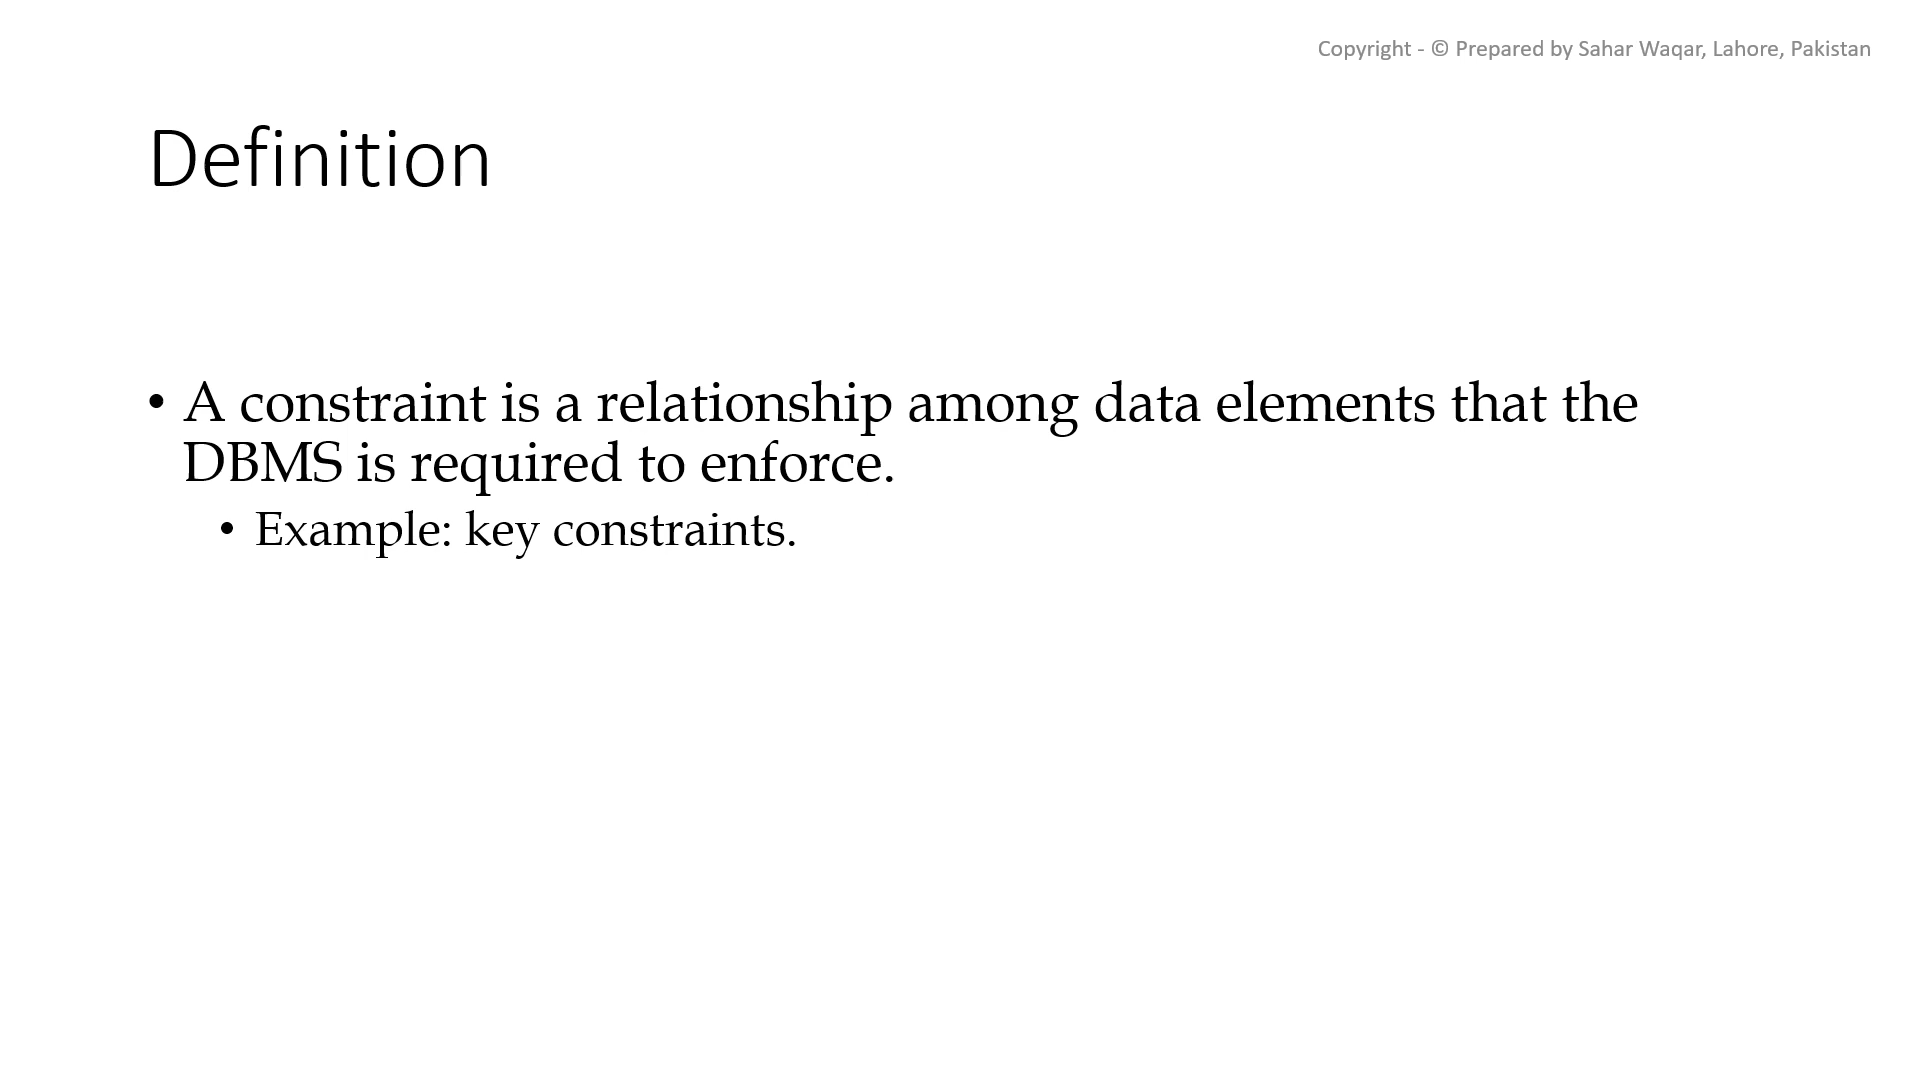 Copyright - © Prepared by Sahar Waqar, Lahore, Pakistan
Definition
• A constraint is a relationship among data elements that the
DBMS is required to enforce.
• Example: key constraints.